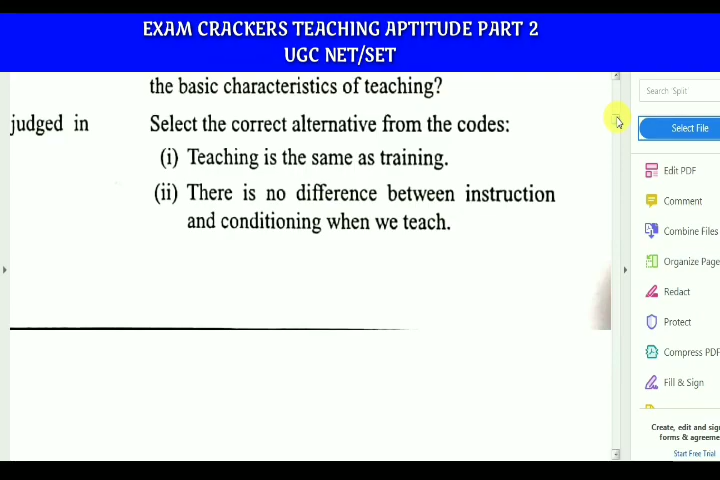 EXAM CRACKERS TEACHING APTITUDE PART 2
UGC NET/SET
the basic characteristics of teaching?
judged in
Select the correct alternative from the codes:
(i) Teaching is the same as training.
(ii) There is no difference between instruction
and conditioning when we teach.
Search 'Split'
Select File
Edit PDF
Comment
Combine Files
Organize Page
Redact
Protect
Compress PDF
Fill & Sign
Create, edit and sign
forms & agreeme
Start Free Trial